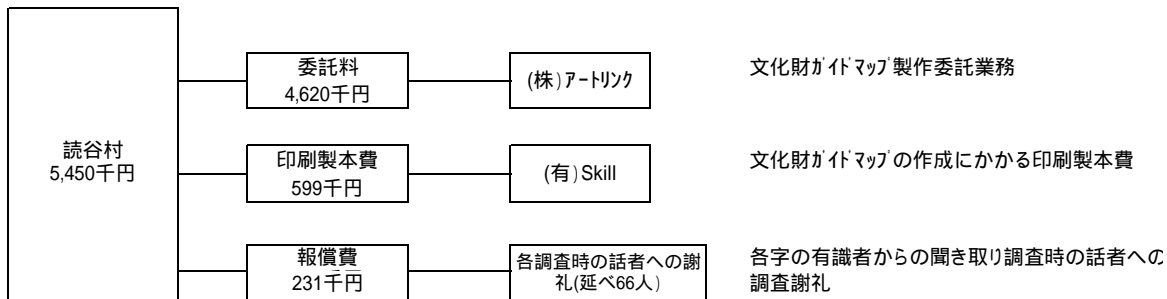 読谷村
5,450千円
委託料
4,620千円
(株)アートリンク
文化財ガイドマップ製作委託業務
印刷製本費
599千円
(有)Skill
文化財ガイドマップの作成にかかる印刷製本費
報償費
231千円
各調査時の話者への謝
礼(延べ66人)
各字の有識者からの聞き取り調査時の話者への
調査謝礼